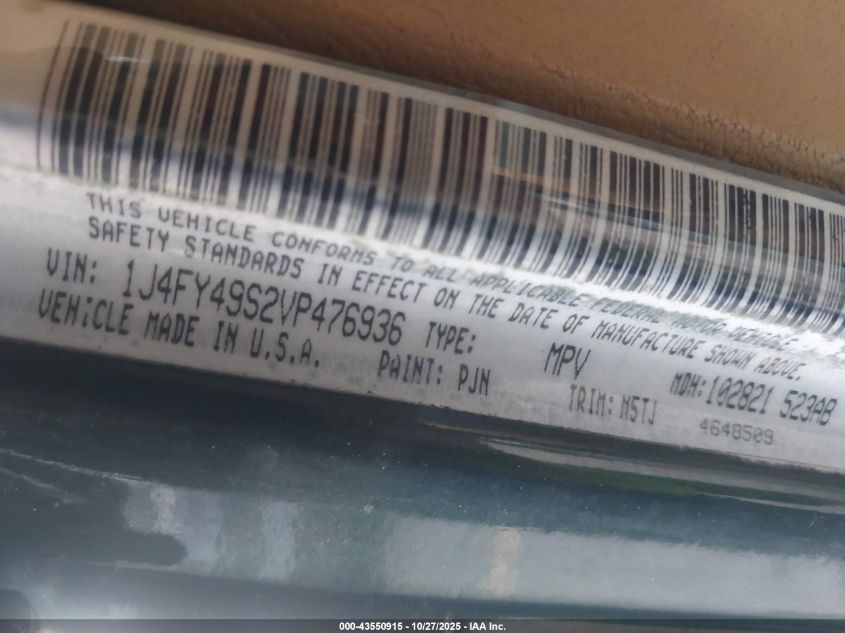 THIS VEHICLE CONFORMS TO ALL APPLICABLE FEDERAL MOTOR VEHICLE
SAFETY STANDARDS IN EFFECT ON THE DATE OF MANUFACTURE SHOWN ABOVE.
VIN: 1J4FY49S2VP476936 TYPE: MPV MDH:102821 523AB
VEHICLE MADE IN U.S.A. PAINT: PJN TRIM: M5TJ 4648509
000-43550915 - 10/27/2025 - IAA Inc.